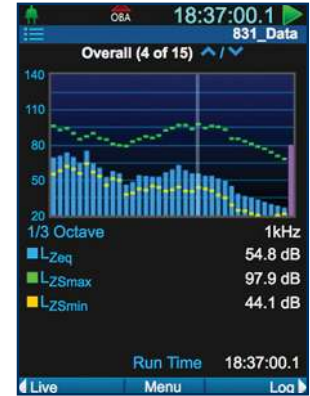 OBA 18:37:00.1
831_Data
Overall (4 of 15) ^/v
140
110
80
50
20
1/3 Octave 1kHz
LZeq 54.8 dB
LZSmax 97.9 dB
LZSmin 44.1 dB
Run Time 18:37:00.1
Live Menu Log